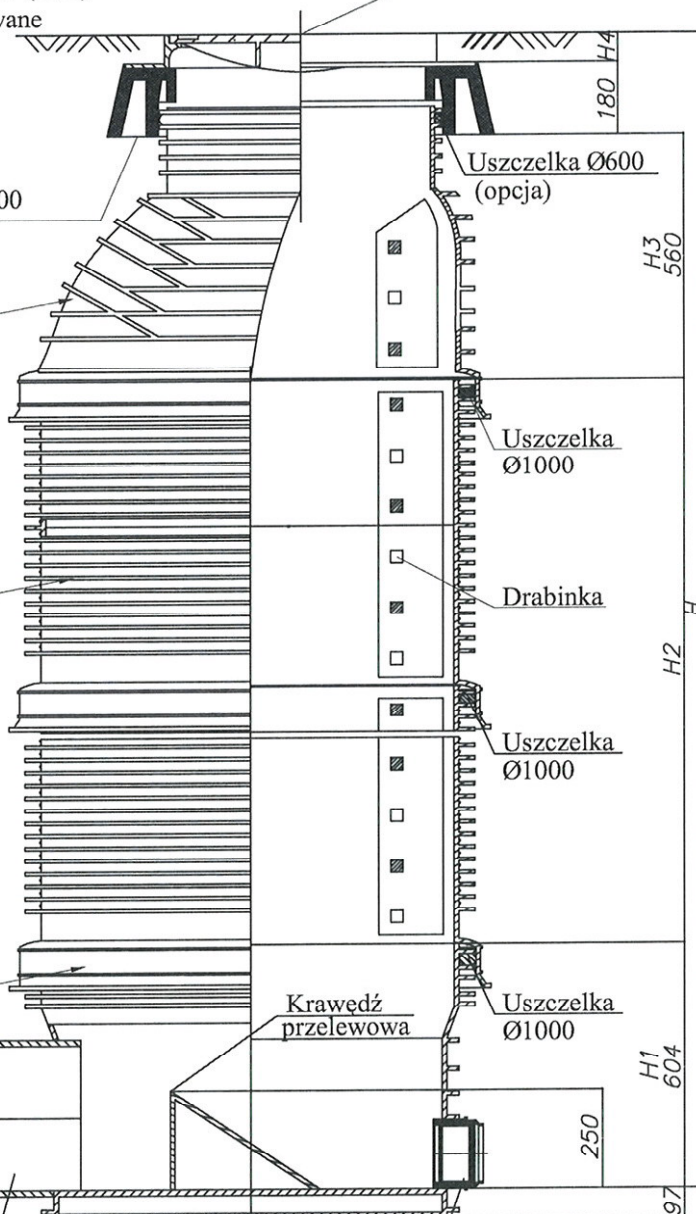 wane
H4
180
Uszczelka Ø600
(opcja)
00
H3
560
Uszczelka
Ø1000
Drabinka
H
H2
Uszczelka
Ø1000
Krawędź
przelewowa
Uszczelka
Ø1000
H1
604
250
97